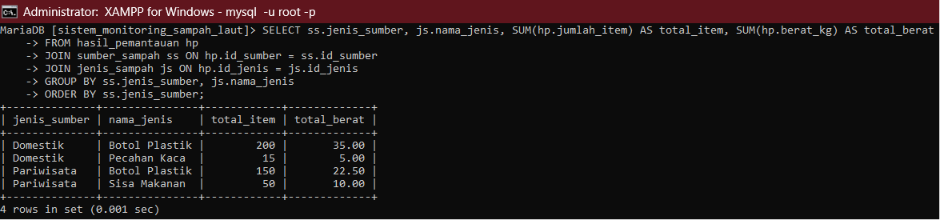 Administrator: XAMPP for Windows - mysql -u root -p
MariaDB [sistem_monitoring_sampah_laut]> SELECT ss.jenis_sumber, js.nama_jenis, SUM(hp.jumlah_item) AS total_item, SUM(hp.berat_kg) AS total_berat
    -> FROM hasil_pemantauan hp
    -> JOIN sumber_sampah ss ON hp.id_sumber = ss.id_sumber
    -> JOIN jenis_sampah js ON hp.id_jenis = js.id_jenis
    -> GROUP BY ss.jenis_sumber, js.nama_jenis
    -> ORDER BY ss.jenis_sumber;
+--------------+---------------+------------+-------------+
| jenis_sumber | nama_jenis    | total_item | total_berat |
+--------------+---------------+------------+-------------+
| Domestik     | Botol Plastik |        200 |       35.00 |
| Domestik     | Pecahan Kaca  |         15 |        5.00 |
| Pariwisata   | Botol Plastik |        150 |       22.50 |
| Pariwisata   | Sisa Makanan  |         50 |       10.00 |
+--------------+---------------+------------+-------------+
4 rows in set (0.001 sec)